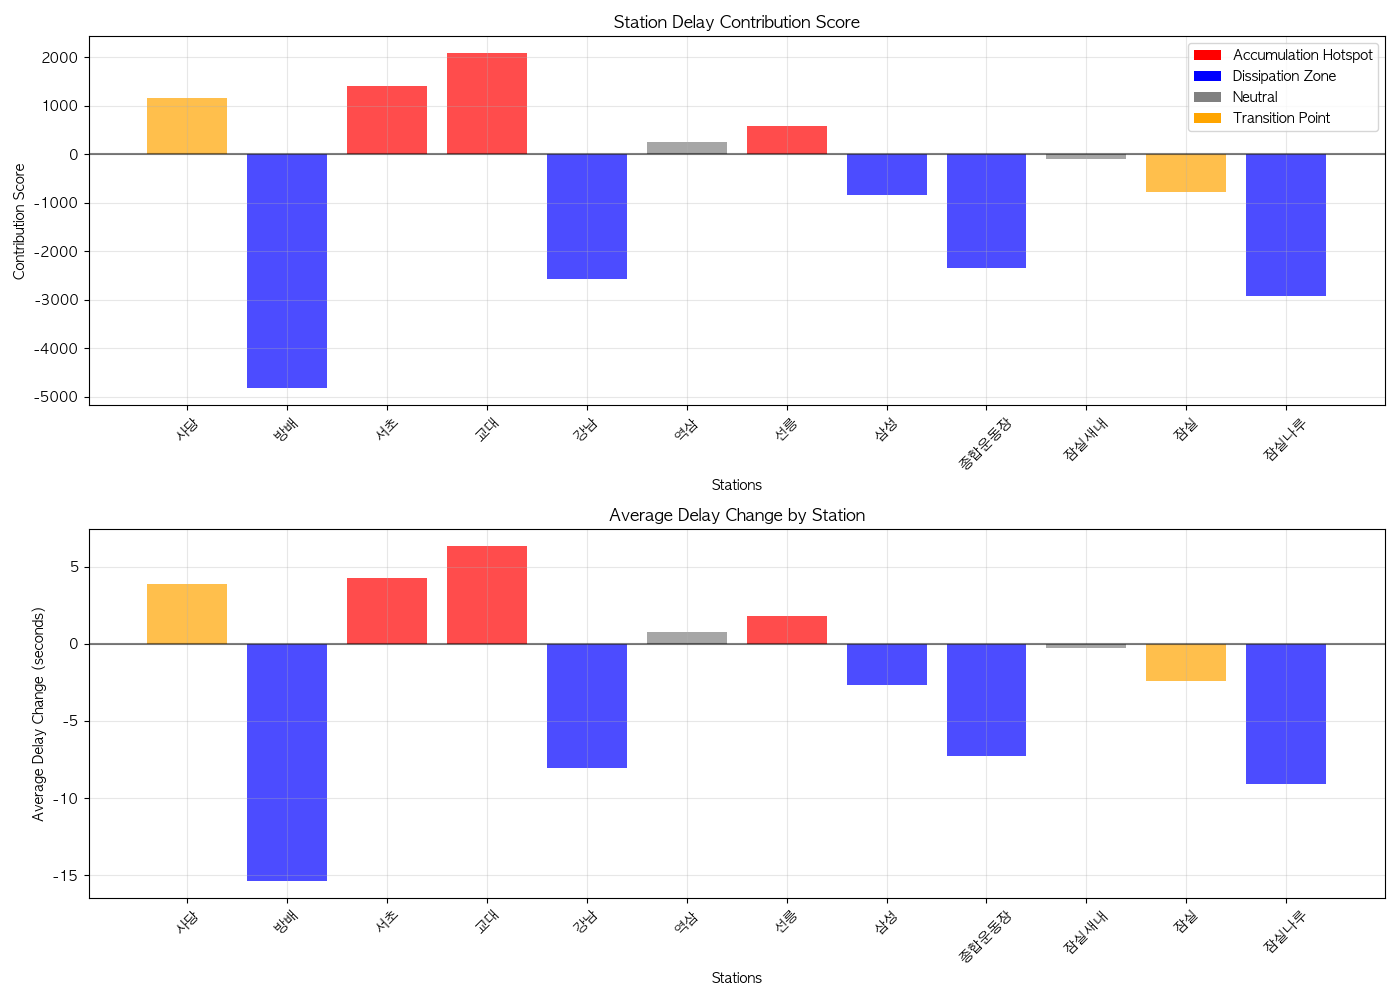 Station Delay Contribution Score
Contribution Score
2000
1000
0
-1000
-2000
-3000
-4000
-5000
Accumulation Hotspot
Dissipation Zone
Neutral
Transition Point
사당
방배
서초
교대
강남
역삼
선릉
삼성
종합운동장
잠실새내
잠실
잠실나루
Stations
Average Delay Change by Station
Average Delay Change (seconds)
5
0
-5
-10
-15
사당
방배
서초
교대
강남
역삼
선릉
삼성
종합운동장
잠실새내
잠실
잠실나루
Stations